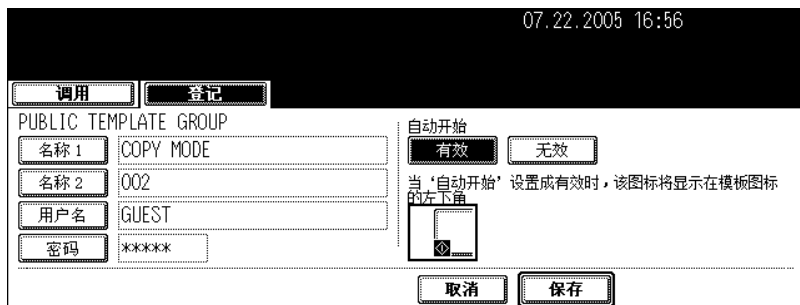 07.22.2005 16:56
调用 登记
PUBLIC TEMPLATE GROUP
名称 1 COPY MODE
名称 2 002
用户名 GUEST
密码 *****
自动开始
有效 无效
当‘自动开始’设置成有效时,该图标将显示在模板图标
的左下角
取消 保存